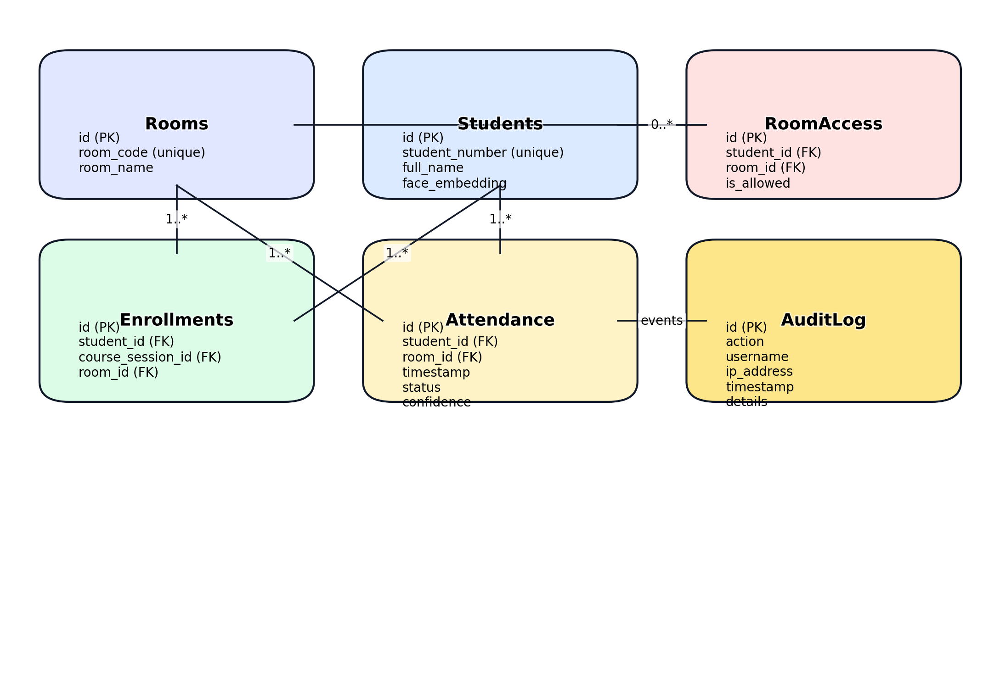 Rooms
id (PK)
room_code (unique)
room_name
Students
id (PK)
student_number (unique)
full_name
face_embedding
0..*
RoomAccess
id (PK)
student_id (FK)
room_id (FK)
is_allowed
1..*
1..*
1..*
1..*
Enrollments
id (PK)
student_id (FK)
course_session_id (FK)
room_id (FK)
Attendance
id (PK)
student_id (FK)
room_id (FK)
timestamp
status
confidence
events
AuditLog
id (PK)
action
username
ip_address
timestamp
details